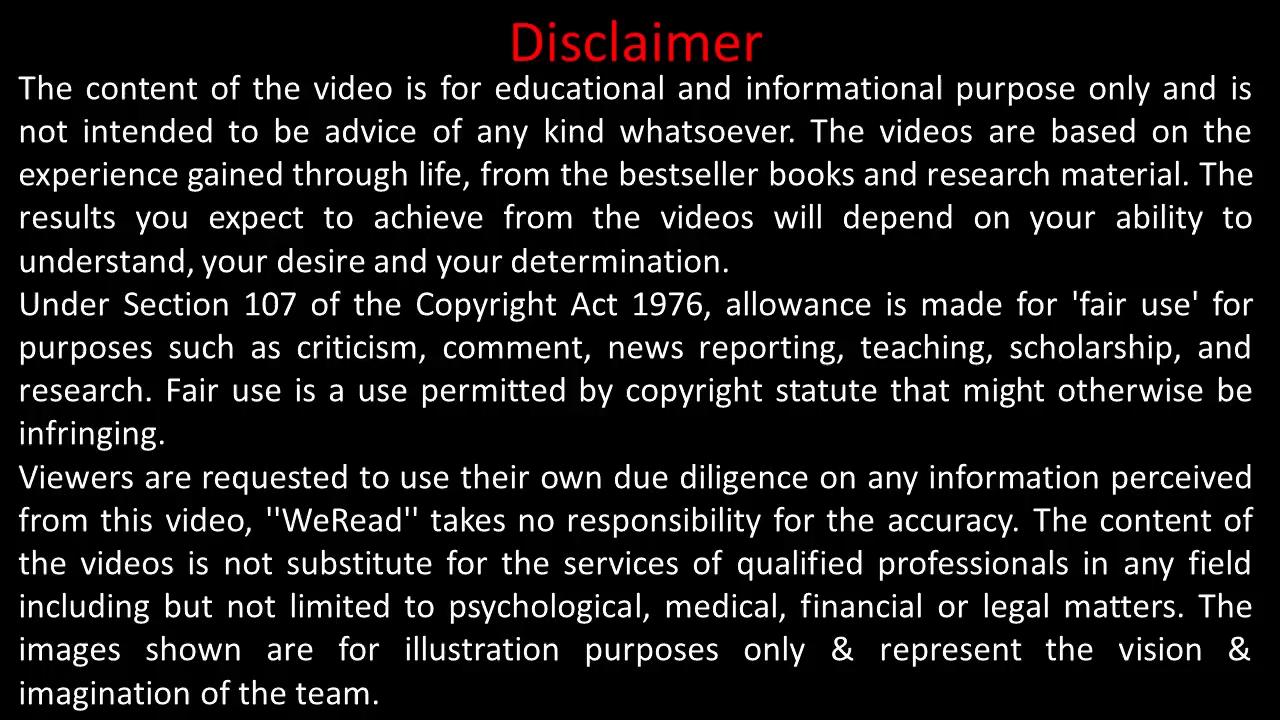 Disclaimer
The content of the video is for educational and informational purpose only and is
not intended to be advice of any kind whatsoever. The videos are based on the
experience gained through life, from the bestseller books and research material. The
results you expect to achieve from the videos will depend on your ability to
understand, your desire and your determination.
Under Section 107 of the Copyright Act 1976, allowance is made for 'fair use' for
purposes such as criticism, comment, news reporting, teaching, scholarship, and
research. Fair use is a use permitted by copyright statute that might otherwise be
infringing.
Viewers are requested to use their own due diligence on any information perceived
from this video, ''WeRead'' takes no responsibility for the accuracy. The content of
the videos is not substitute for the services of qualified professionals in any field
including but not limited to psychological, medical, financial or legal matters. The
images shown are for illustration purposes only & represent the vision &
imagination of the team.